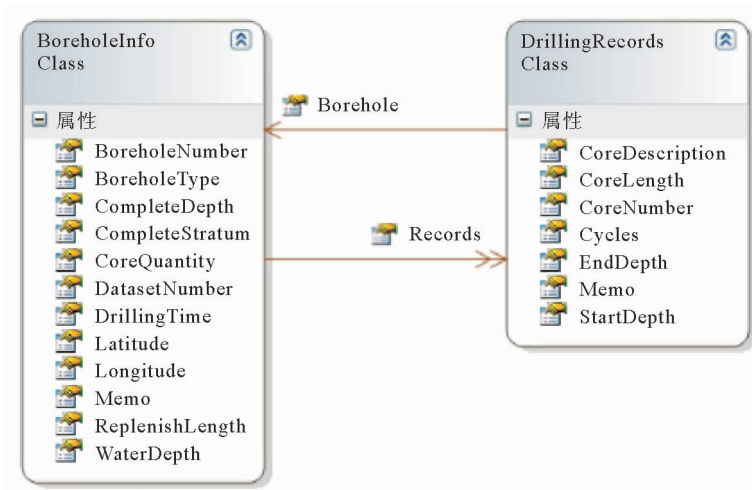 BoreholeInfo
Class
属性
BoreholeNumber
BoreholeType
CompleteDepth
CompleteStratum
CoreQuantity
DatasetNumber
DrillingTime
Latitude
Longitude
Memo
ReplenishLength
WaterDepth
Borehole
Records
DrillingRecords
Class
属性
CoreDescription
CoreLength
CoreNumber
Cycles
EndDepth
Memo
StartDepth